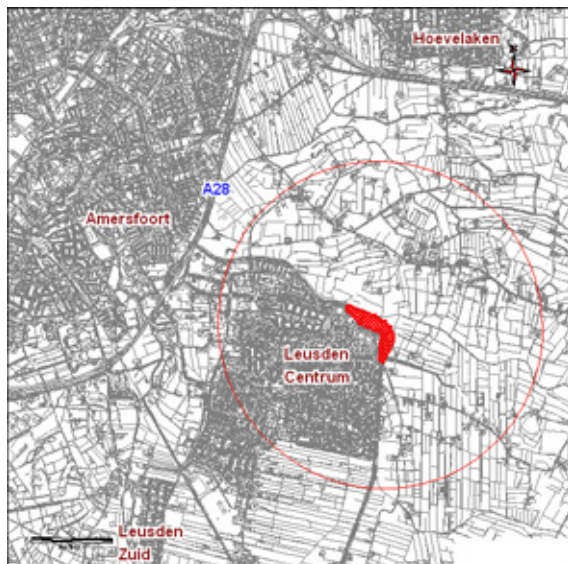 Hoevelaken
A28
Amersfoort
Leusden
Centrum
Leusden
Zuid